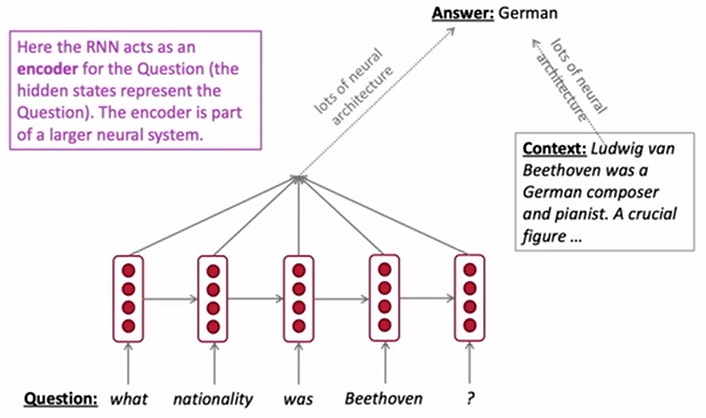 Answer: German
Here the RNN acts as an
encoder for the Question (the
hidden states represent the
Question). The encoder is part
of a larger neural system.
lots of neural
architecture
lots of neural
architecture
Context: Ludwig van
Beethoven was a
German composer
and pianist. A crucial
figure ...
Question: what nationality was Beethoven ?